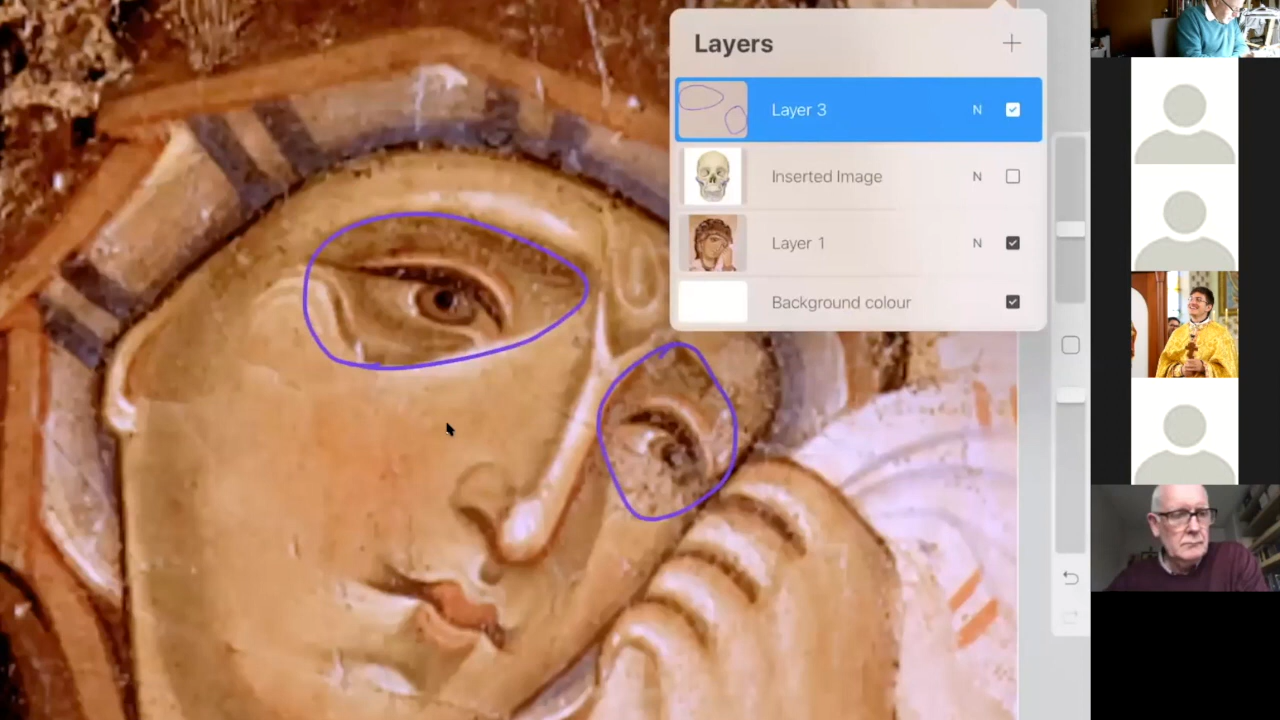 Layers
Layer 3 N
Inserted Image N
Layer 1 N
Background colour